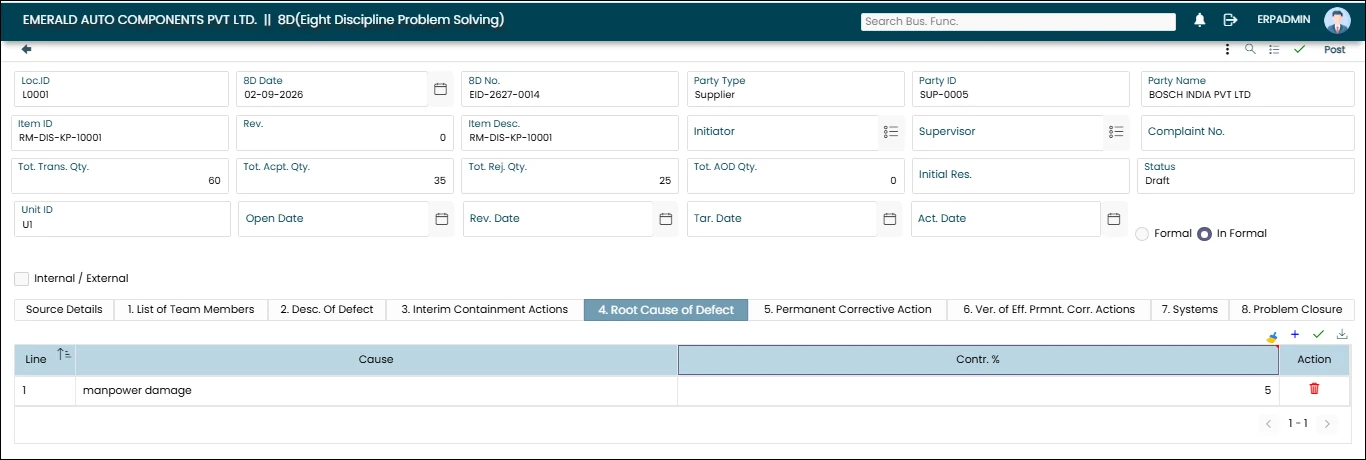 EMERALD AUTO COMPONENTS PVT LTD. || 8D(Eight Discipline Problem Solving)
Search Bus. Func.
ERPADMIN
Post
Loc.ID
L0001
8D Date
02-09-2026
8D No.
EID-2627-0014
Party Type
Supplier
Party ID
SUP-0005
Party Name
BOSCH INDIA PVT LTD
Item ID
RM-DIS-KP-10001
Rev.
0
Item Desc.
RM-DIS-KP-10001
Initiator
Supervisor
Complaint No.
Tot. Trans. Qty.
60
Tot. Acpt. Qty.
35
Tot. Rej. Qty.
25
Tot. AOD Qty.
0
Initial Res.
Status
Draft
Unit ID
U1
Open Date
Rev. Date
Tar. Date
Act. Date
Formal
In Formal
Internal / External
Source Details
1. List of Team Members
2. Desc. Of Defect
3. Interim Containment Actions
4. Root Cause of Defect
5. Permanent Corrective Action
6. Ver. of Eff. Prmnt. Corr. Actions
7. Systems
8. Problem Closure
Line Cause Contr. % Action
1 manpower damage 5
1 - 1